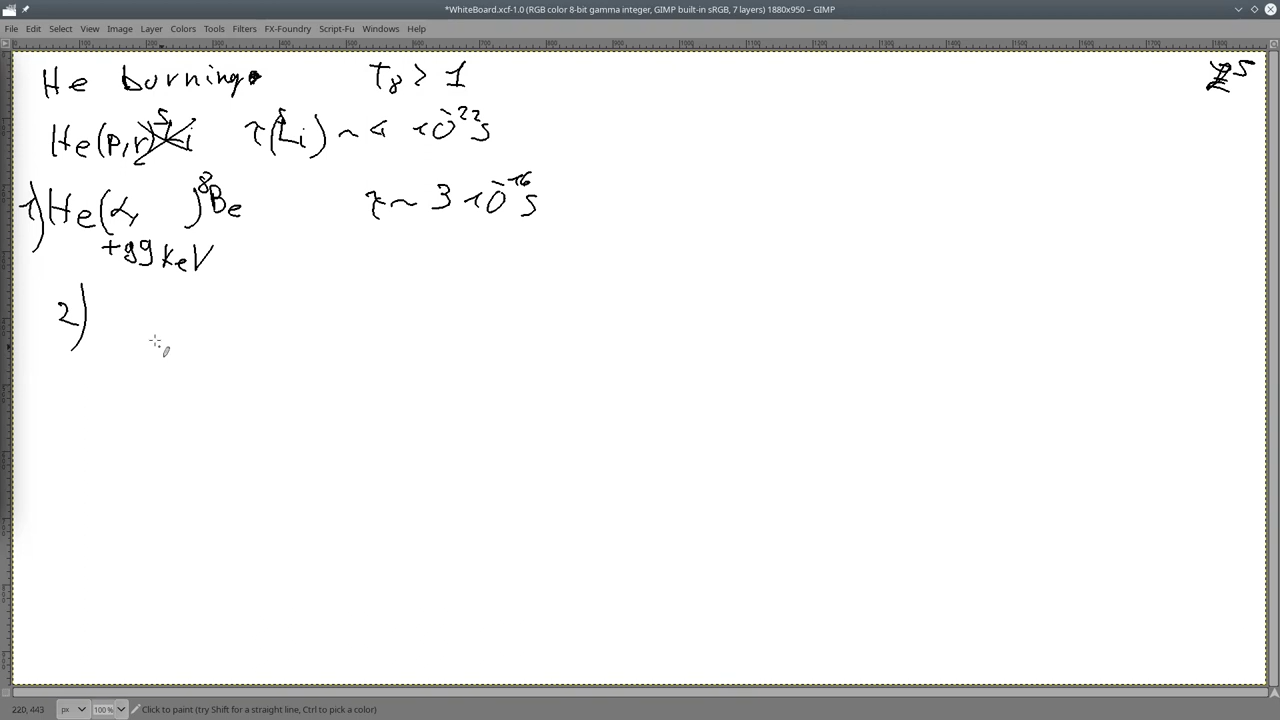 *WhiteBoard.xcf-1.0 (RGB color 8-bit gamma integer, GIMP built-in sRGB, 7 layers) 1880x950 – GIMP
File Edit Select View Image Layer Colors Tools Filters FX-Foundry Script-Fu Windows Help
He burning T₈ > 1
25
He(p,γ)⁵Li τ(⁵Li) ~ 4 10⁻²² s
1) He(α, )⁸Be τ ~ 3 10⁻¹⁶ s
+99 keV
2)
220, 443 px 100% Click to paint (try Shift for a straight line, Ctrl to pick a color)